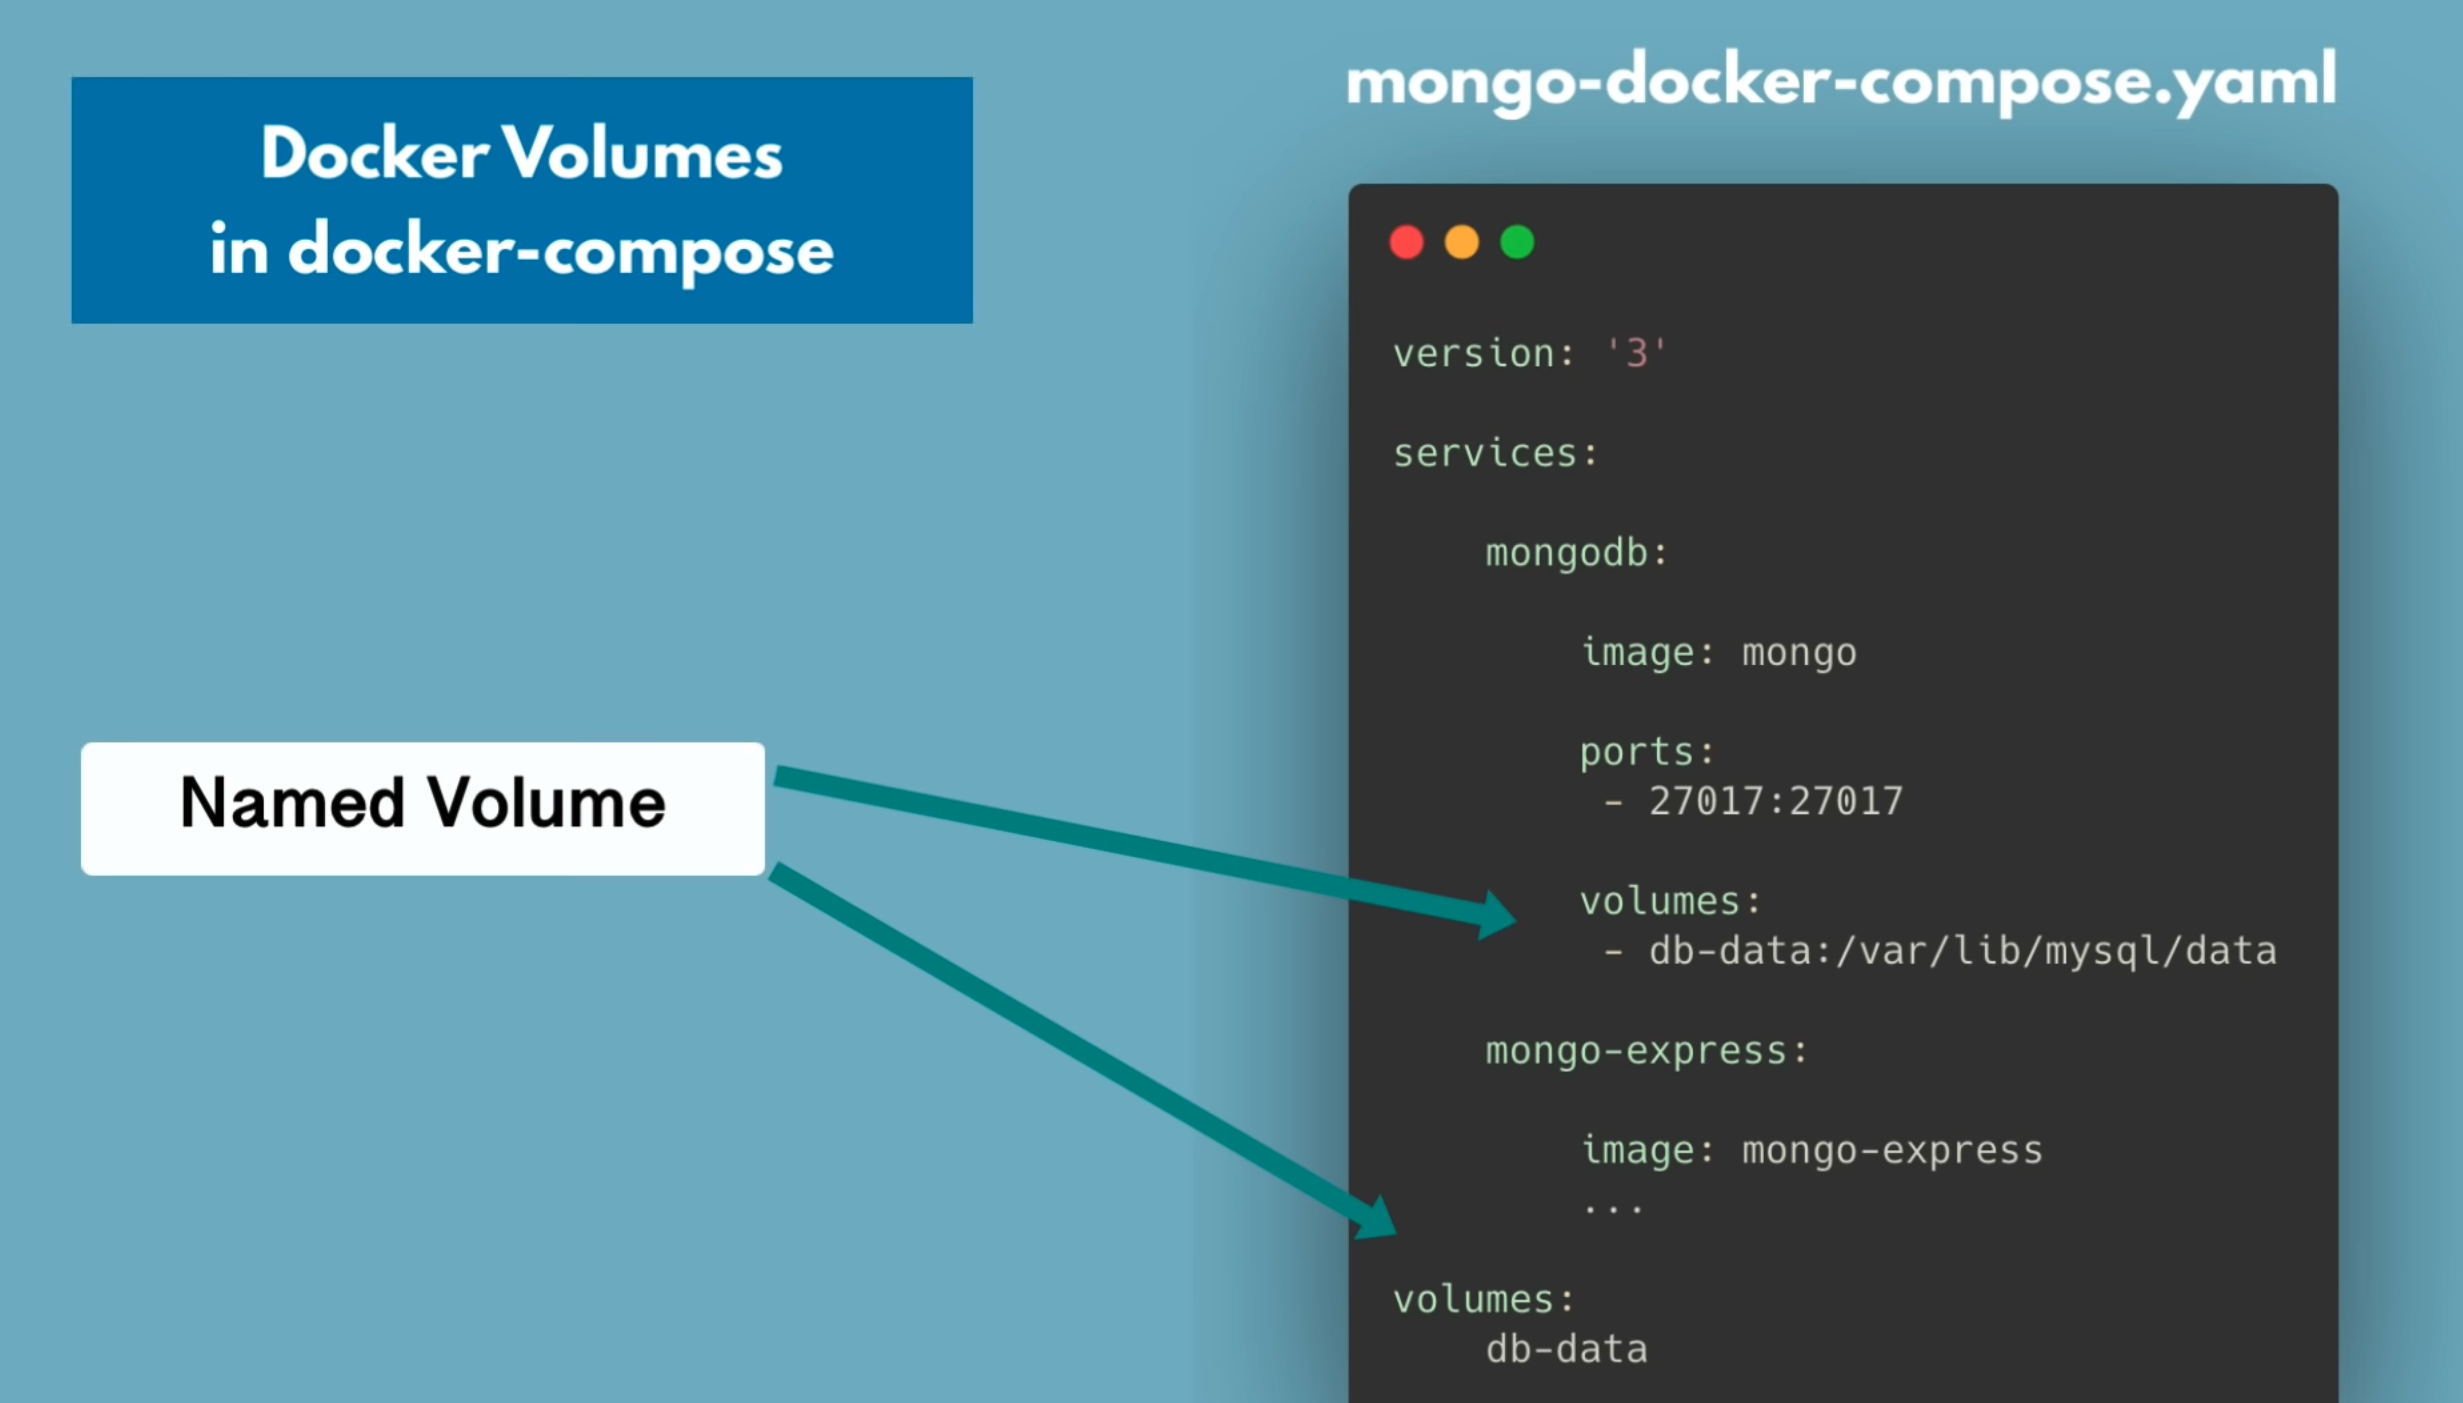 Docker Volumes
in docker-compose
Named Volume
mongo-docker-compose.yaml
version: '3'
services:
mongodb:
image: mongo
ports:
- 27017:27017
volumes:
- db-data:/var/lib/mysql/data
mongo-express:
image: mongo-express
...
volumes:
db-data